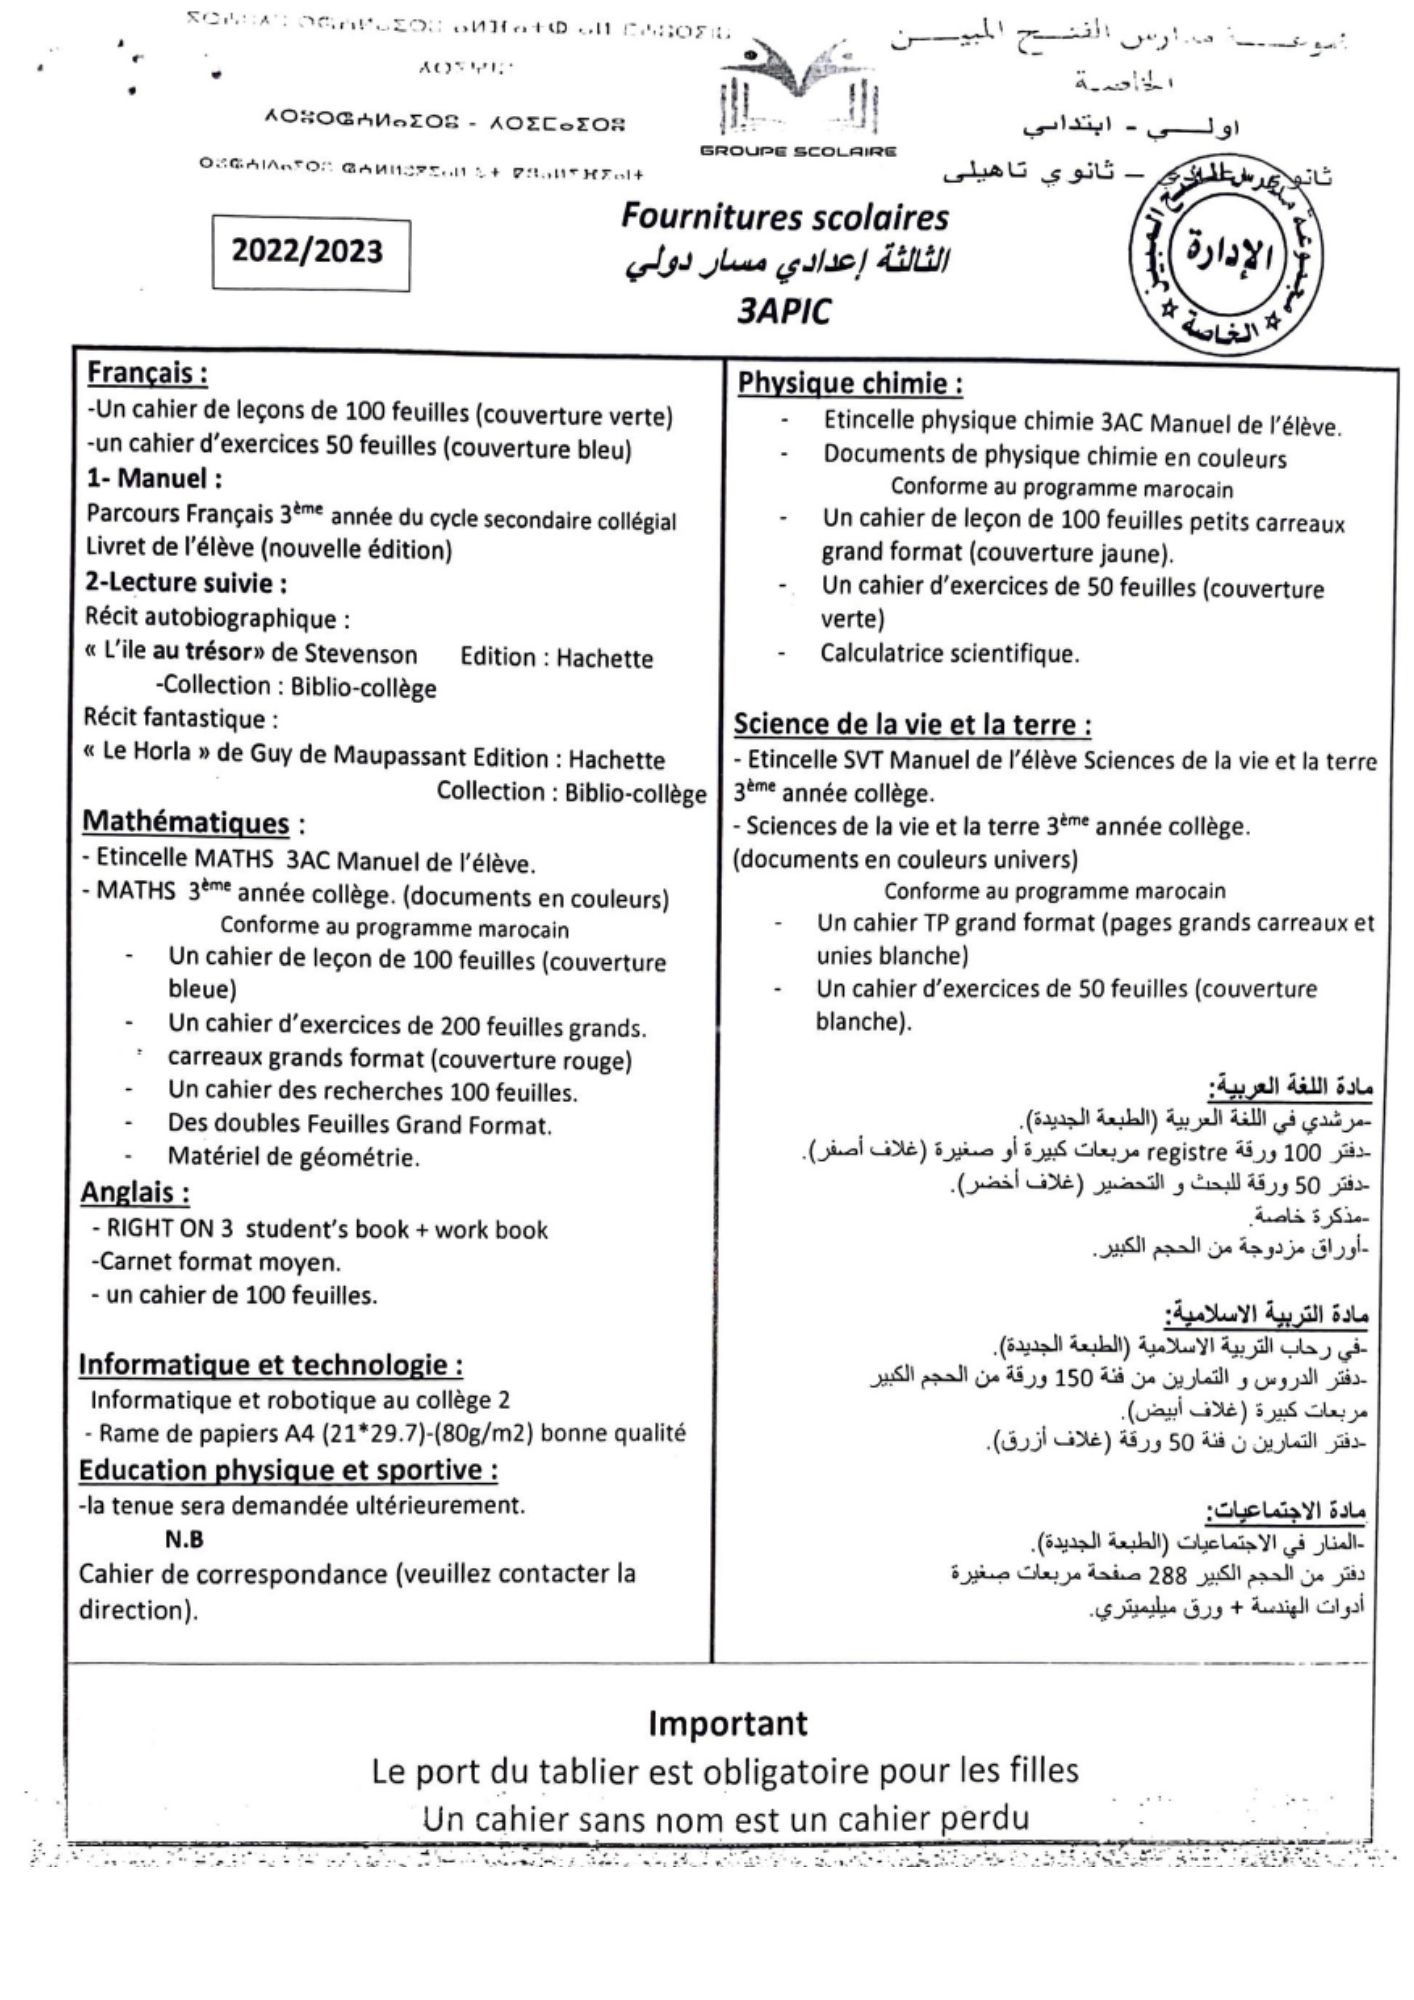 مدارس الفتح المبين
الخاصية
اولي - ابتدائي
ثانوي تاهيلي
ⴷⵓⵙⵏⴰⵡⵉⵏ
GROUPE SCOLAIRE
مجموعة مدارس الفتح المبين الخاصة
الإدارة
2022/2023
Fournitures scolaires
الثالثة إعدادي مسار دولي
3APIC
Français :
-Un cahier de leçons de 100 feuilles (couverture verte)
-un cahier d’exercices 50 feuilles (couverture bleu)
1- Manuel :
Parcours Français 3ème année du cycle secondaire collégial
Livret de l’élève (nouvelle édition)
2-Lecture suivie :
Récit autobiographique :
« L’ile au trésor» de Stevenson Edition : Hachette
-Collection : Biblio-collège
Récit fantastique :
« Le Horla » de Guy de Maupassant Edition : Hachette
Collection : Biblio-collège
Mathématiques :
- Etincelle MATHS 3AC Manuel de l’élève.
- MATHS 3ème année collège. (documents en couleurs)
Conforme au programme marocain
- Un cahier de leçon de 100 feuilles (couverture
bleue)
- Un cahier d’exercices de 200 feuilles grands.
- carreaux grands format (couverture rouge)
- Un cahier des recherches 100 feuilles.
- Des doubles Feuilles Grand Format.
- Matériel de géométrie.
Anglais :
- RIGHT ON 3 student’s book + work book
-Carnet format moyen.
- un cahier de 100 feuilles.
Informatique et technologie :
Informatique et robotique au collège 2
- Rame de papiers A4 (21*29.7)-(80g/m2) bonne qualité
Education physique et sportive :
-la tenue sera demandée ultérieurement.
N.B
Cahier de correspondance (veuillez contacter la
direction).
Physique chimie :
- Etincelle physique chimie 3AC Manuel de l’élève.
- Documents de physique chimie en couleurs
Conforme au programme marocain
- Un cahier de leçon de 100 feuilles petits carreaux
grand format (couverture jaune).
- Un cahier d’exercices de 50 feuilles (couverture
verte)
- Calculatrice scientifique.
Science de la vie et la terre :
- Etincelle SVT Manuel de l’élève Sciences de la vie et la terre
3ème année collège.
- Sciences de la vie et la terre 3ème année collège.
(documents en couleurs univers)
Conforme au programme marocain
- Un cahier TP grand format (pages grands carreaux et
unies blanche)
- Un cahier d’exercices de 50 feuilles (couverture
blanche).
مادة اللغة العربية:
-مرشدي في اللغة العربية (الطبعة الجديدة).
-دفتر 100 ورقة registre مربعات كبيرة أو صغيرة (غلاف أصفر).
-دفتر 50 ورقة للبحث و التحضير (غلاف أخضر).
-مذكرة خاصة.
-أوراق مزدوجة من الحجم الكبير.
مادة التربية الاسلامية:
-في رحاب التربية الاسلامية (الطبعة الجديدة).
-دفتر الدروس و التمارين من فئة 150 ورقة من الحجم الكبير
مربعات كبيرة (غلاف أبيض).
-دفتر التمارين ن فئة 50 ورقة (غلاف أزرق).
مادة الاجتماعيات:
-المنار في الاجتماعيات (الطبعة الجديدة).
دفتر من الحجم الكبير 288 صفحة مربعات صغيرة
أدوات الهندسة + ورق ميليميتري.
Important
Le port du tablier est obligatoire pour les filles
Un cahier sans nom est un cahier perdu